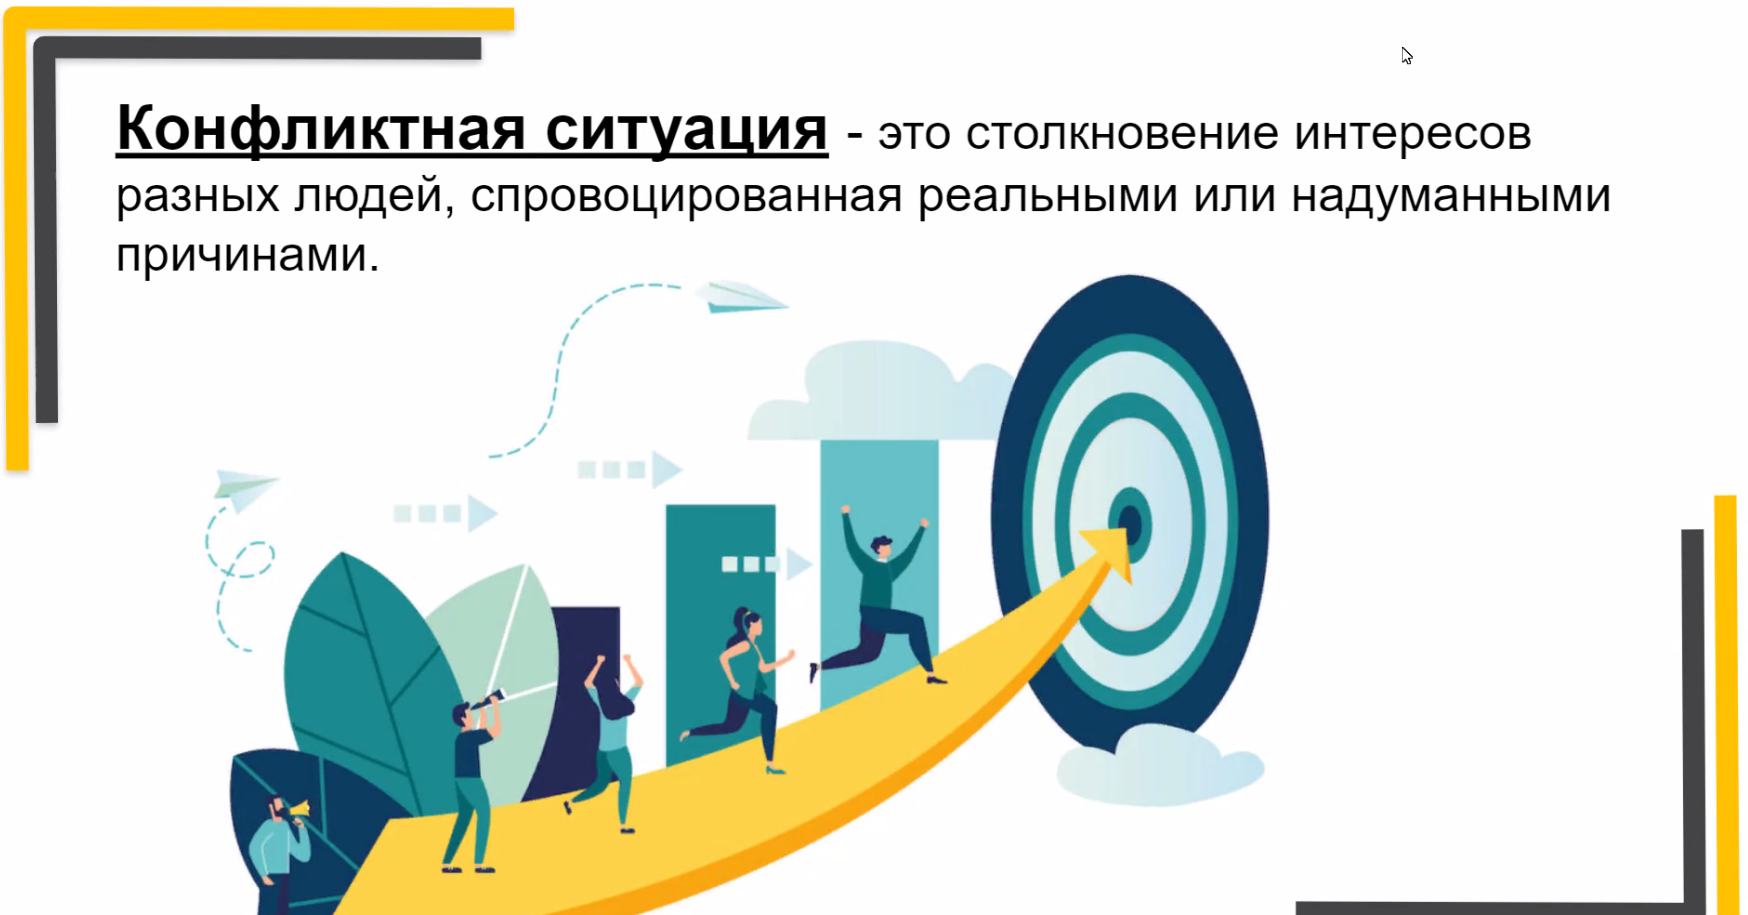 Конфликтная ситуация - это столкновение интересов
разных людей, спровоцированная реальными или надуманными
причинами.